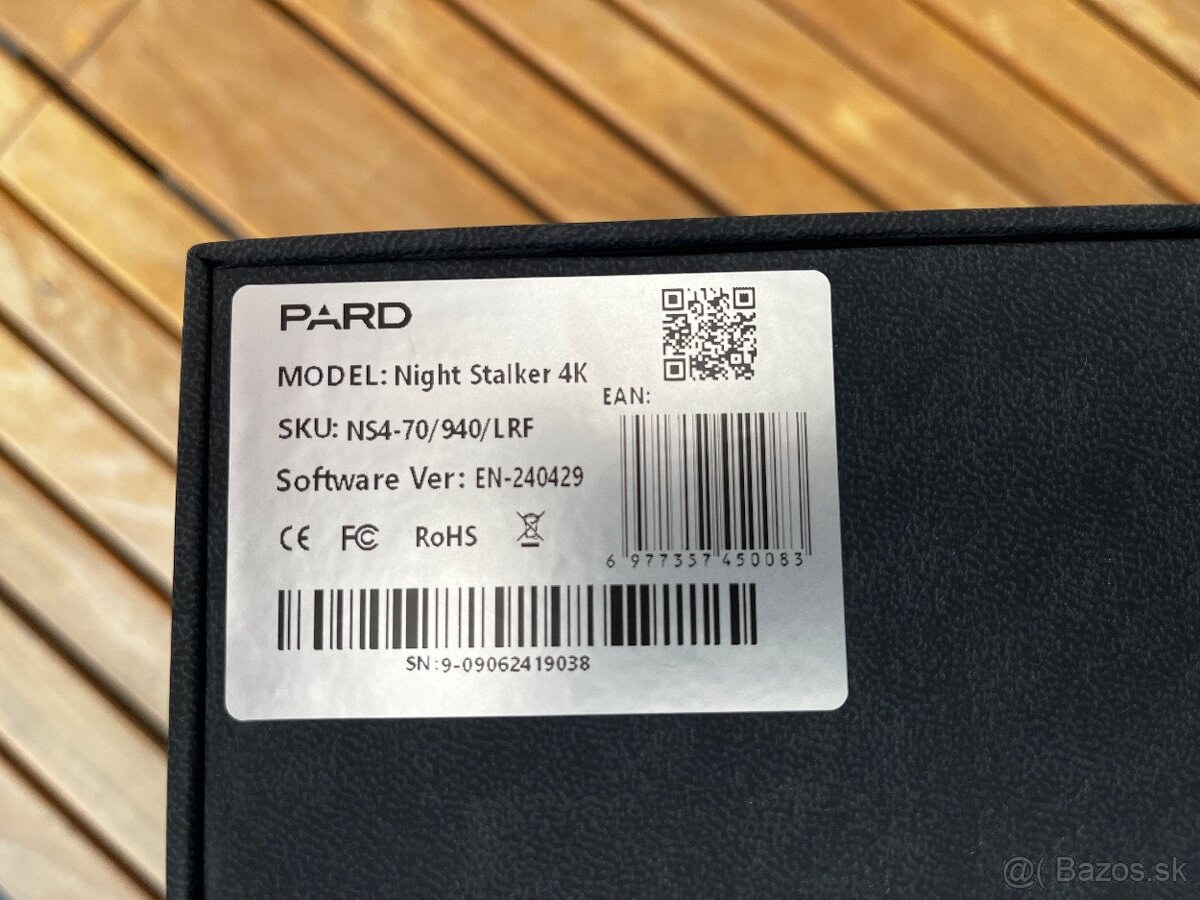 PARD
MODEL: Night Stalker 4K
EAN:
SKU: NS4-70/940/LRF
Software Ver: EN-240429
CE FC RoHS
6 977357 450083
SN:9-09062419038
@( Bazos.sk